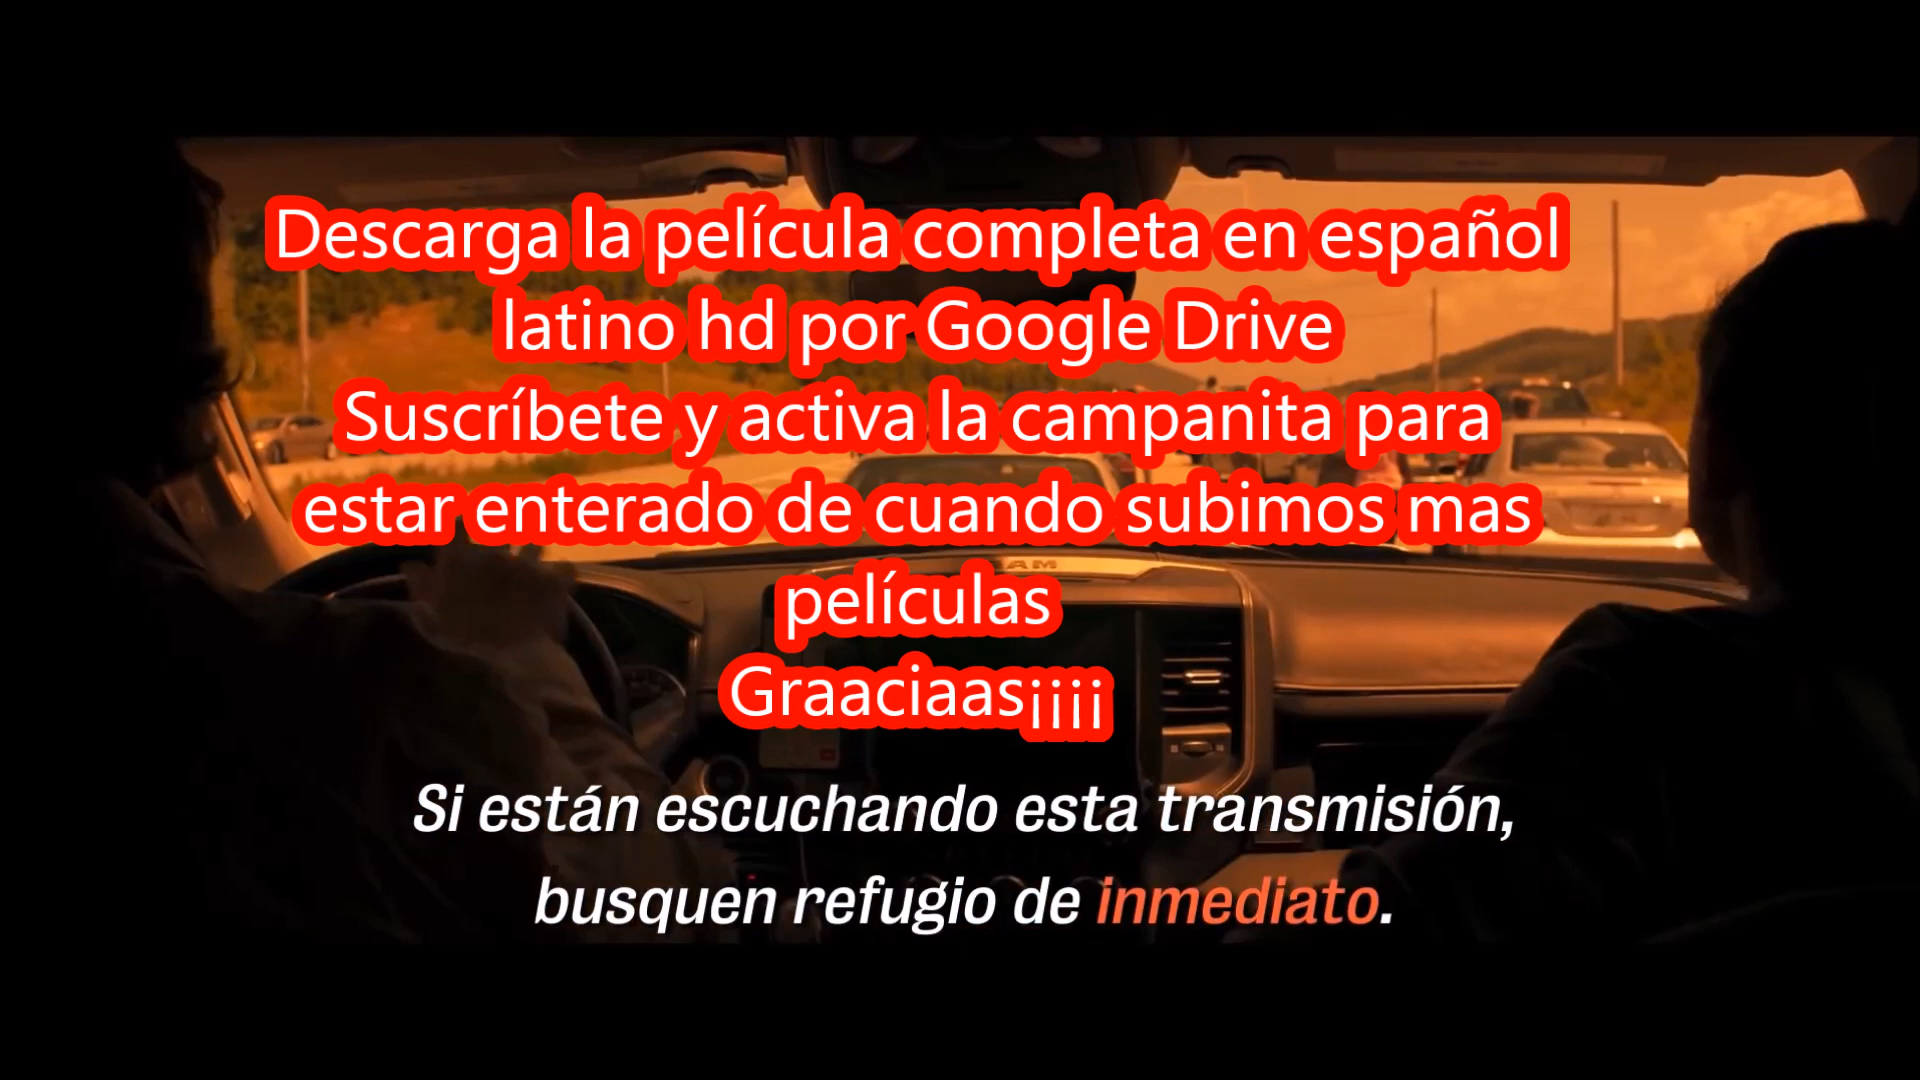 Descarga la película completa en español
latino hd por Google Drive
Suscríbete y activa la campanita para
estar enterado de cuando subimos mas
películas
Graaciaas¡¡¡¡
RAM
Si están escuchando esta transmisión,
busquen refugio de inmediato.